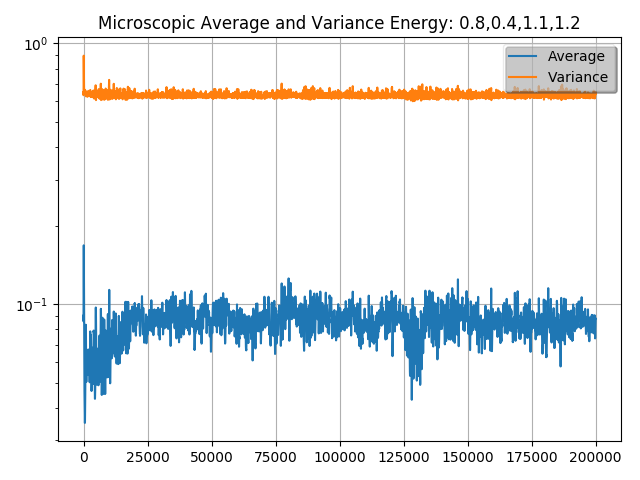 Microscopic Average and Variance Energy: 0.8,0.4,1.1,1.2
10⁰
10⁻¹
Average
Variance
0 25000 50000 75000 100000 125000 150000 175000 200000